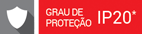 GRAU DE
PROTEÇÃO IP20*